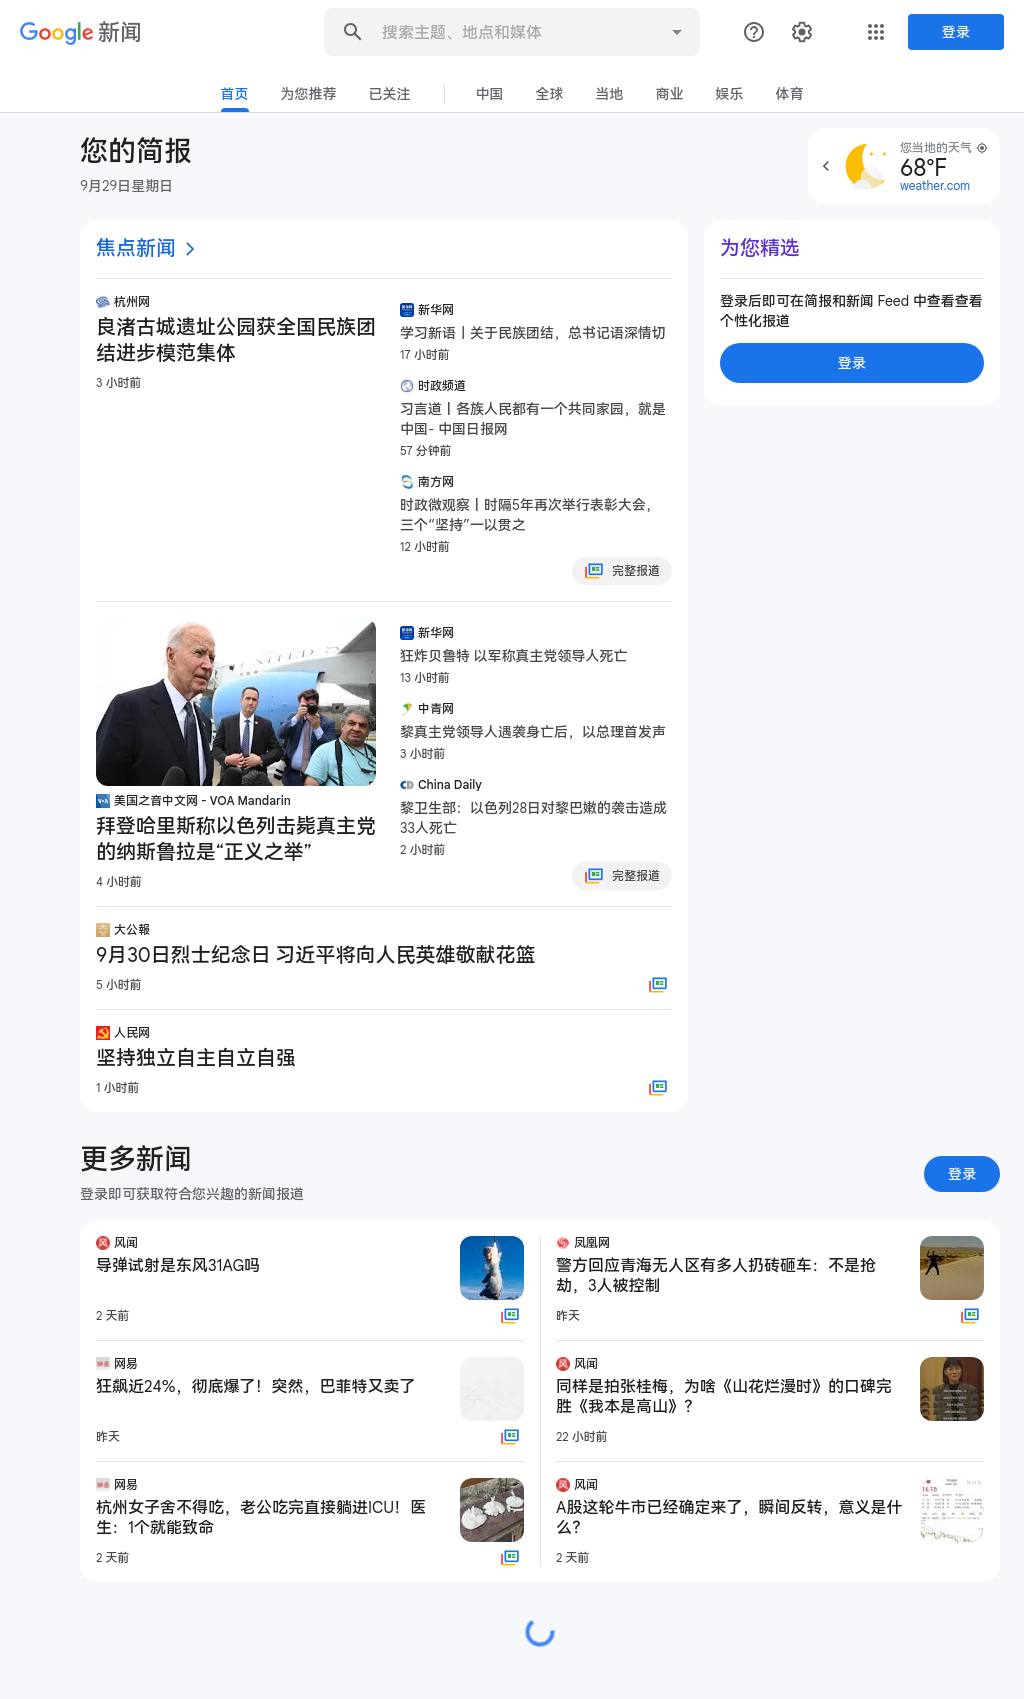 Google 新闻
搜索主题、地点和媒体
登录
首页
为您推荐
已关注
中国
全球
当地
商业
娱乐
体育
您的简报
9月29日星期日
您当地的天气
68°F
weather.com
焦点新闻
杭州网
良渚古城遗址公园获全国民族团
结进步模范集体
3 小时前
新华网
学习新语丨关于民族团结，总书记语深情切
17 小时前
时政频道
习言道丨各族人民都有一个共同家园，就是
中国- 中国日报网
57 分钟前
南方网
时政微观察丨时隔5年再次举行表彰大会，
三个“坚持”一以贯之
12 小时前
完整报道
为您精选
登录后即可在简报和新闻 Feed 中查看查看
个性化报道
登录
美国之音中文网 - VOA Mandarin
拜登哈里斯称以色列击毙真主党
的纳斯鲁拉是“正义之举”
4 小时前
新华网
狂炸贝鲁特 以军称真主党领导人死亡
13 小时前
中青网
黎真主党领导人遇袭身亡后，以总理首发声
3 小时前
China Daily
黎卫生部：以色列28日对黎巴嫩的袭击造成
33人死亡
2 小时前
完整报道
大公報
9月30日烈士纪念日 习近平将向人民英雄敬献花篮
5 小时前
人民网
坚持独立自主自立自强
1 小时前
更多新闻
登录即可获取符合您兴趣的新闻报道
登录
风闻
导弹试射是东风31AG吗
2 天前
凤凰网
警方回应青海无人区有多人扔砖砸车：不是抢
劫，3人被控制
昨天
网易
狂飙近24%，彻底爆了！突然，巴菲特又卖了
昨天
风闻
同样是拍张桂梅，为啥《山花烂漫时》的口碑完
胜《我本是高山》？
22 小时前
网易
杭州女子舍不得吃，老公吃完直接躺进ICU！医
生：1个就能致命
2 天前
风闻
A股这轮牛市已经确定来了，瞬间反转，意义是什
么？
2 天前